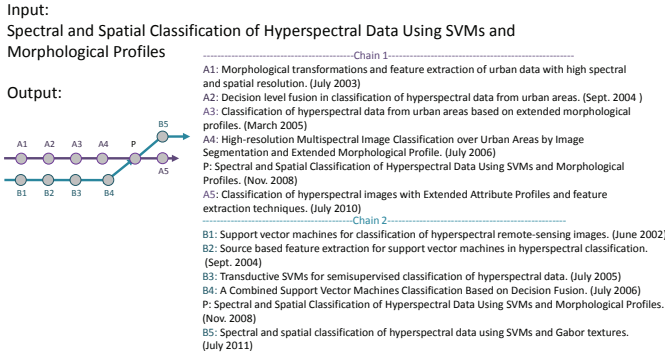 Input:
Spectral and Spatial Classification of Hyperspectral Data Using SVMs and
Morphological Profiles
Output:
A1 A2 A3 A4 P B5
A5
B1 B2 B3 B4
Chain 1
A1: Morphological transformations and feature extraction of urban data with high spectral
and spatial resolution. (July 2003)
A2: Decision level fusion in classification of hyperspectral data from urban areas. (Sept. 2004 )
A3: Classification of hyperspectral data from urban areas based on extended morphological
profiles. (March 2005)
A4: High-resolution Multispectral Image Classification over Urban Areas by Image
Segmentation and Extended Morphological Profile. (July 2006)
P: Spectral and Spatial Classification of Hyperspectral Data Using SVMs and Morphological
Profiles. (Nov. 2008)
A5: Classification of hyperspectral images with Extended Attribute Profiles and feature
extraction techniques. (July 2010)
Chain 2
B1: Support vector machines for classification of hyperspectral remote-sensing images. (June 2002)
B2: Source based feature extraction for support vector machines in hyperspectral classification.
(Sept. 2004)
B3: Transductive SVMs for semisupervised classification of hyperspectral data. (July 2005)
B4: A Combined Support Vector Machines Classification Based on Decision Fusion. (July 2006)
P: Spectral and Spatial Classification of Hyperspectral Data Using SVMs and Morphological Profiles.
(Nov. 2008)
B5: Spectral and spatial classification of hyperspectral data using SVMs and Gabor textures.
(July 2011)